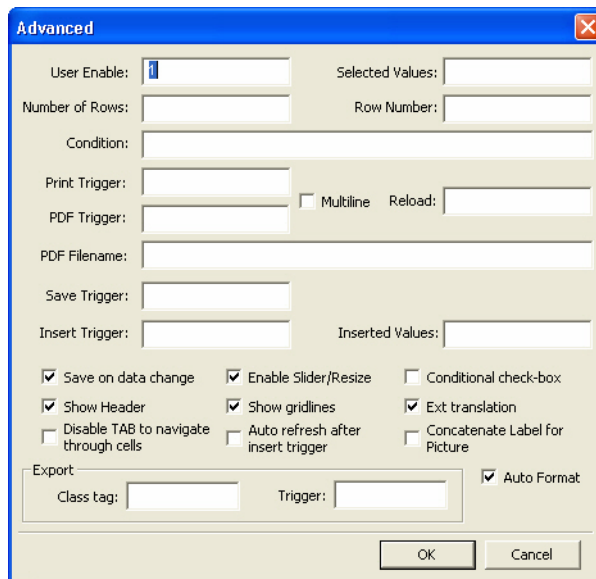 Advanced
User Enable: 1 Selected Values:
Number of Rows: Row Number:
Condition:
Print Trigger:
Multiline Reload:
PDF Trigger:
PDF Filename:
Save Trigger:
Insert Trigger: Inserted Values:
Save on data change Enable Slider/Resize Conditional check-box
Show Header Show gridlines Ext translation
Disable TAB to navigate Auto refresh after Concatenate Label for
through cells insert trigger Picture
Export
Class tag: Trigger: Auto Format
OK Cancel